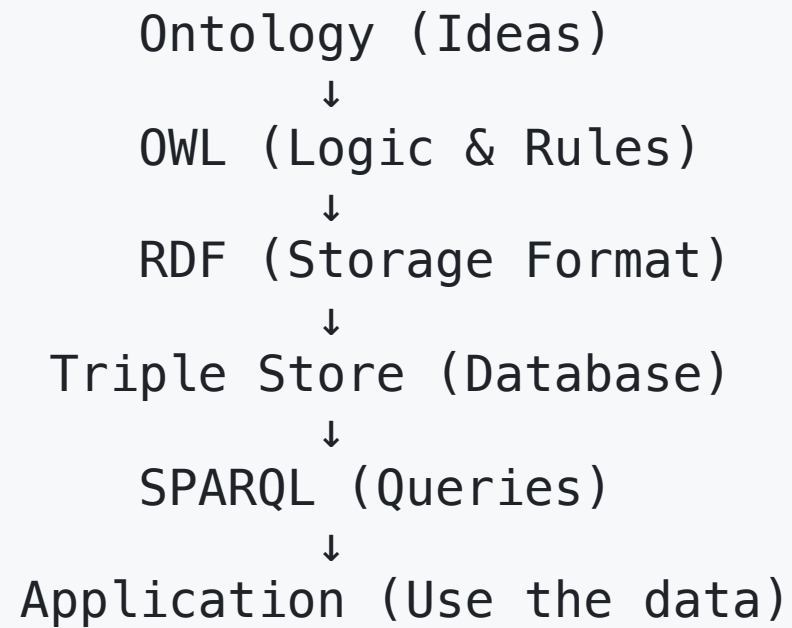 Ontology (Ideas)
↓
OWL (Logic & Rules)
↓
RDF (Storage Format)
↓
Triple Store (Database)
↓
SPARQL (Queries)
↓
Application (Use the data)